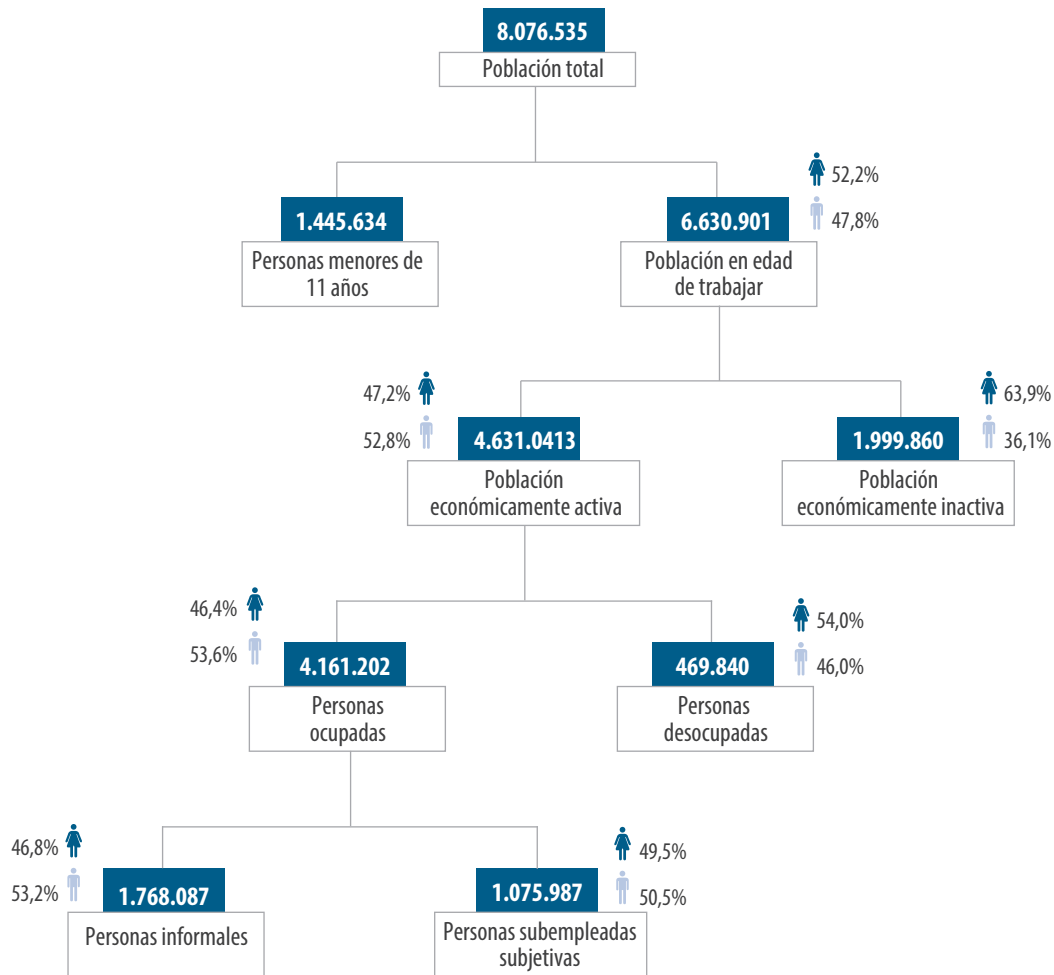 8.076.535
Población total
52,2%
47,8%
1.445.634
Personas menores de
11 años
6.630.901
Población en edad
de trabajar
47,2%
52,8%
4.631.0413
Población
económicamente activa
63,9%
36,1%
1.999.860
Población
económicamente inactiva
46,4%
53,6%
4.161.202
Personas
ocupadas
54,0%
46,0%
469.840
Personas
desocupadas
46,8%
53,2%
1.768.087
Personas informales
49,5%
50,5%
1.075.987
Personas subempleadas
subjetivas